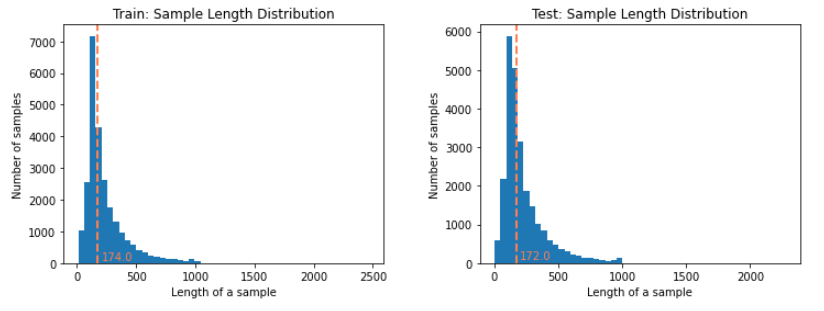 Train: Sample Length Distribution
Number of samples
7000
6000
5000
4000
3000
2000
1000
0
174.0
0 500 1000 1500 2000 2500
Length of a sample
Test: Sample Length Distribution
Number of samples
6000
5000
4000
3000
2000
1000
0
172.0
0 500 1000 1500 2000
Length of a sample